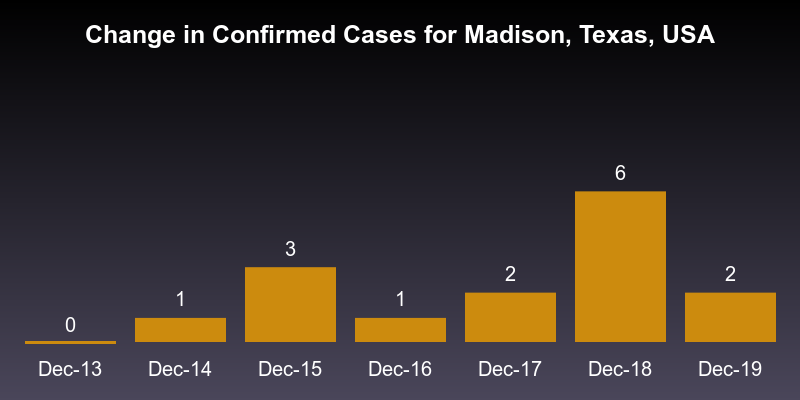 Change in Confirmed Cases for Madison, Texas, USA
0
1
3
1
2
6
2
Dec-13
Dec-14
Dec-15
Dec-16
Dec-17
Dec-18
Dec-19